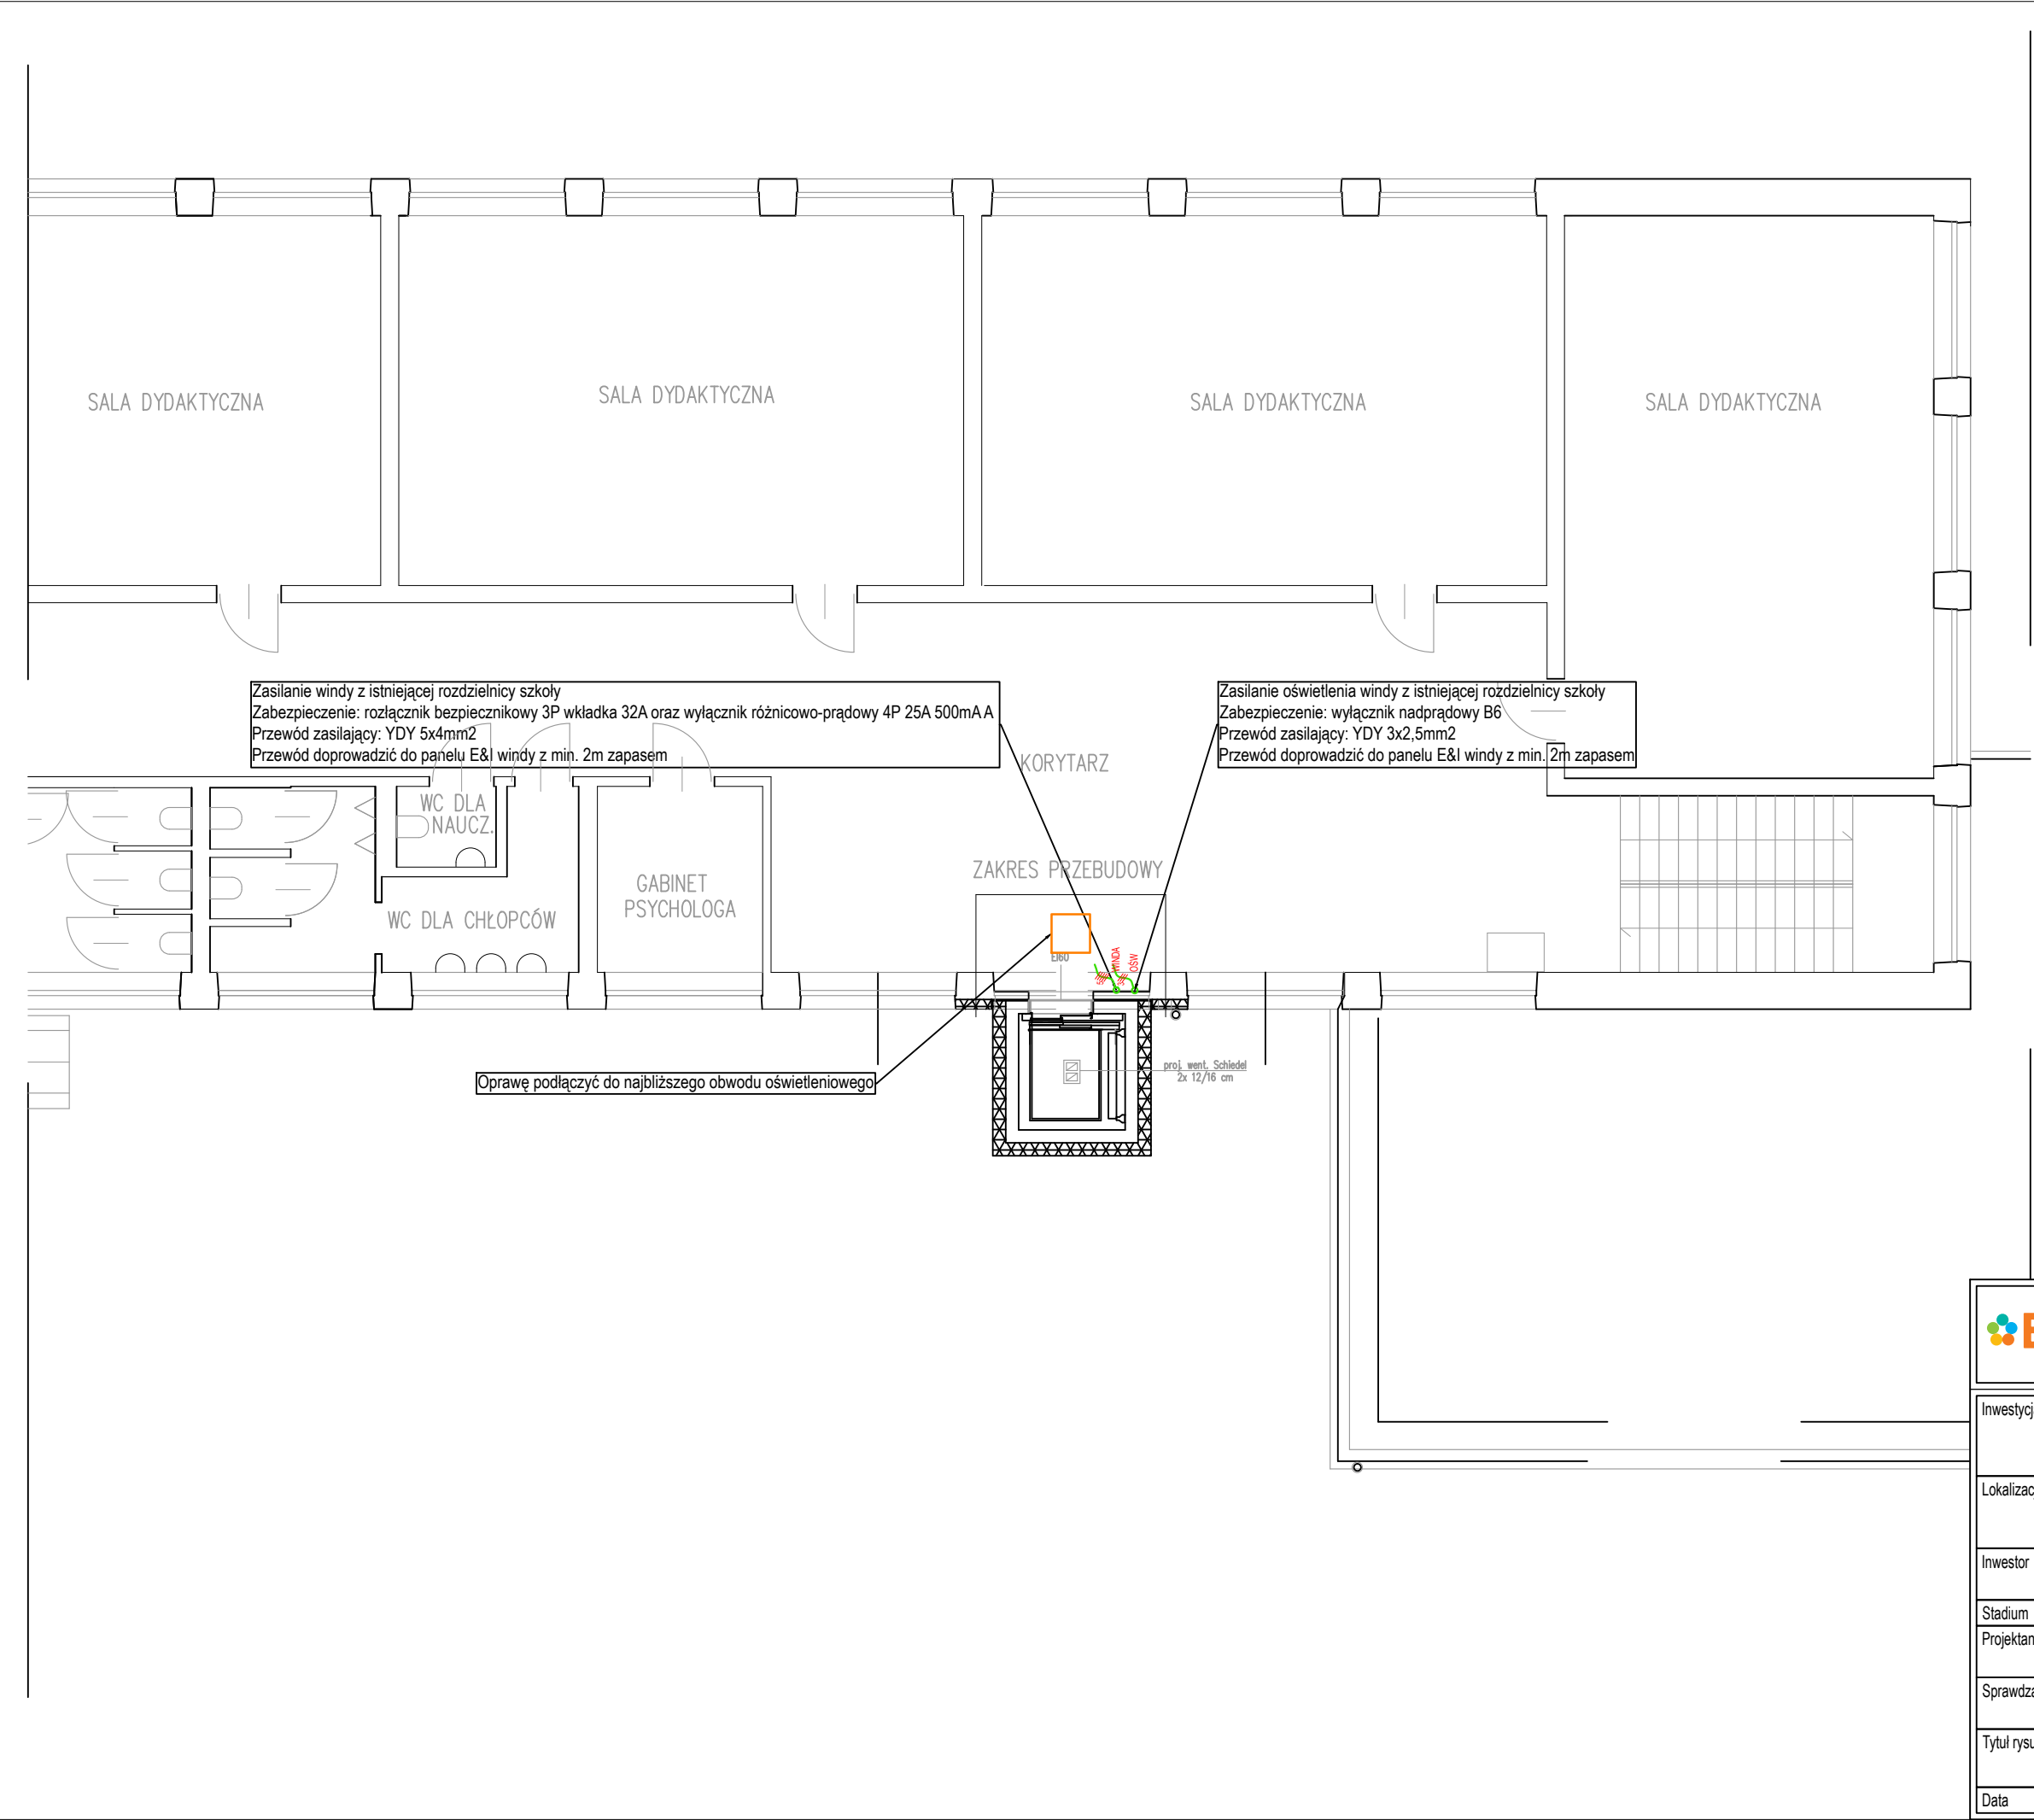 SALA DYDAKTYCZNA
SALA DYDAKTYCZNA
SALA DYDAKTYCZNA
SALA DYDAKTYCZNA
Zasilanie windy z istniejącej rozdzielnicy szkoły
Zabezpieczenie: rozłącznik bezpiecznikowy 3P wkładka 32A oraz wyłącznik różnicowo-prądowy 4P 25A 500mA A
Przewód zasilający: YDY 5x4mm2
Przewód doprowadzić do panelu E&I windy z min. 2m zapasem
Zasilanie oświetlenia windy z istniejącej rozdzielnicy szkoły
Zabezpieczenie: wyłącznik nadprądowy B6
Przewód zasilający: YDY 3x2,5mm2
Przewód doprowadzić do panelu E&I windy z min. 2m zapasem
KORYTARZ
WC DLA
NAUCZ.
ZAKRES PRZEBUDOWY
GABINET
PSYCHOLOGA
WC DLA CHŁOPCÓW
EI60
WINDA
OŚW
proj. went. Schiedel
2x 12/16 cm
Oprawę podłączyć do najbliższego obwodu oświetleniowego
E
Inwestycj
Lokalizac
Inwestor
Stadium
Projektan
Sprawdza
Tytuł rysu
Data